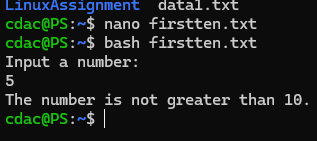 LinuxAssignment data1.txt
cdac@PS:~$ nano firstten.txt
cdac@PS:~$ bash firstten.txt
Input a number:
5
The number is not greater than 10.
cdac@PS:~$